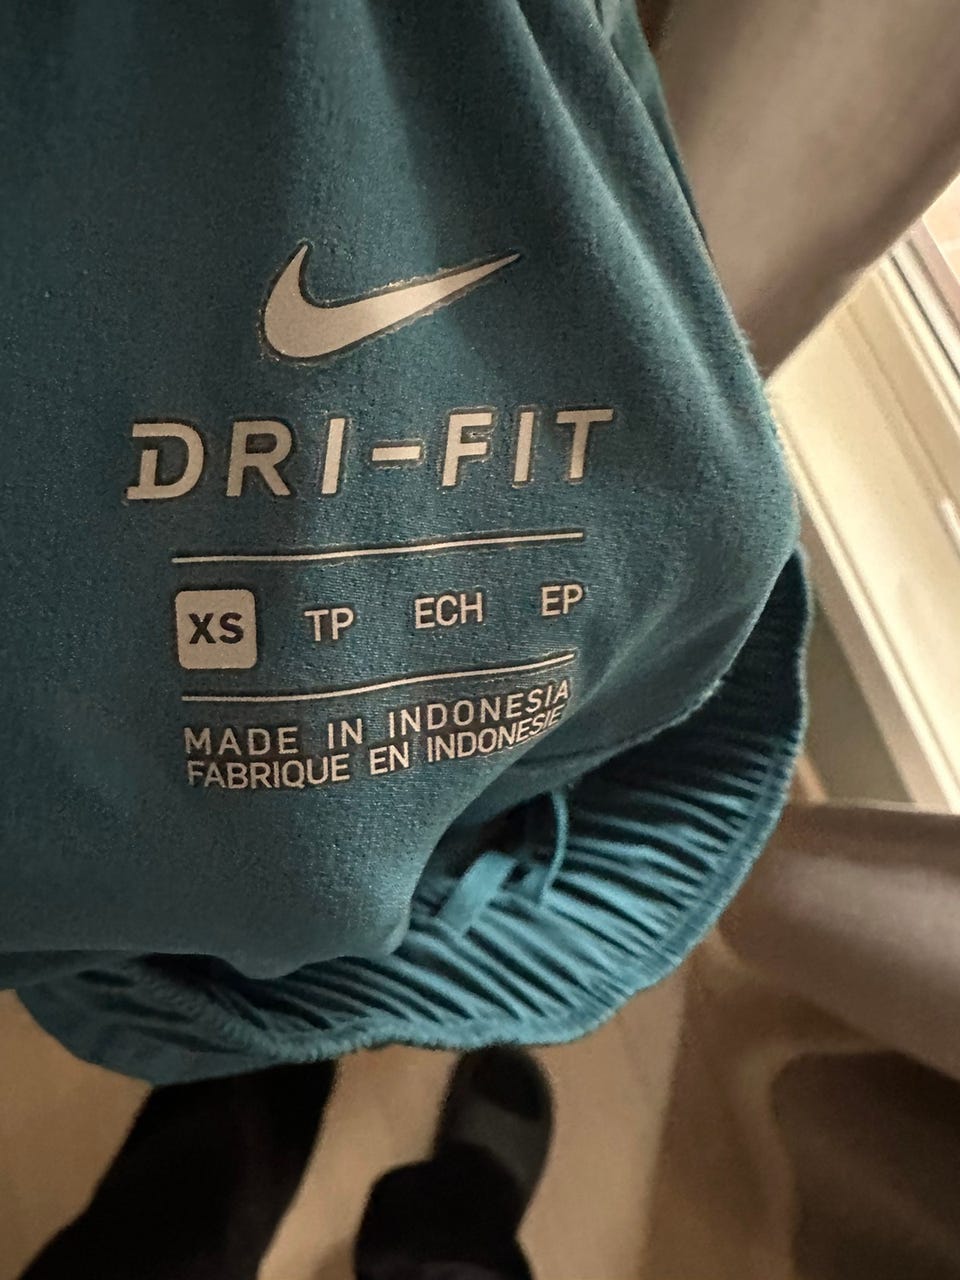 DRI-FIT
XS TP ECH EP
MADE IN INDONESIA
FABRIQUE EN INDONESIE